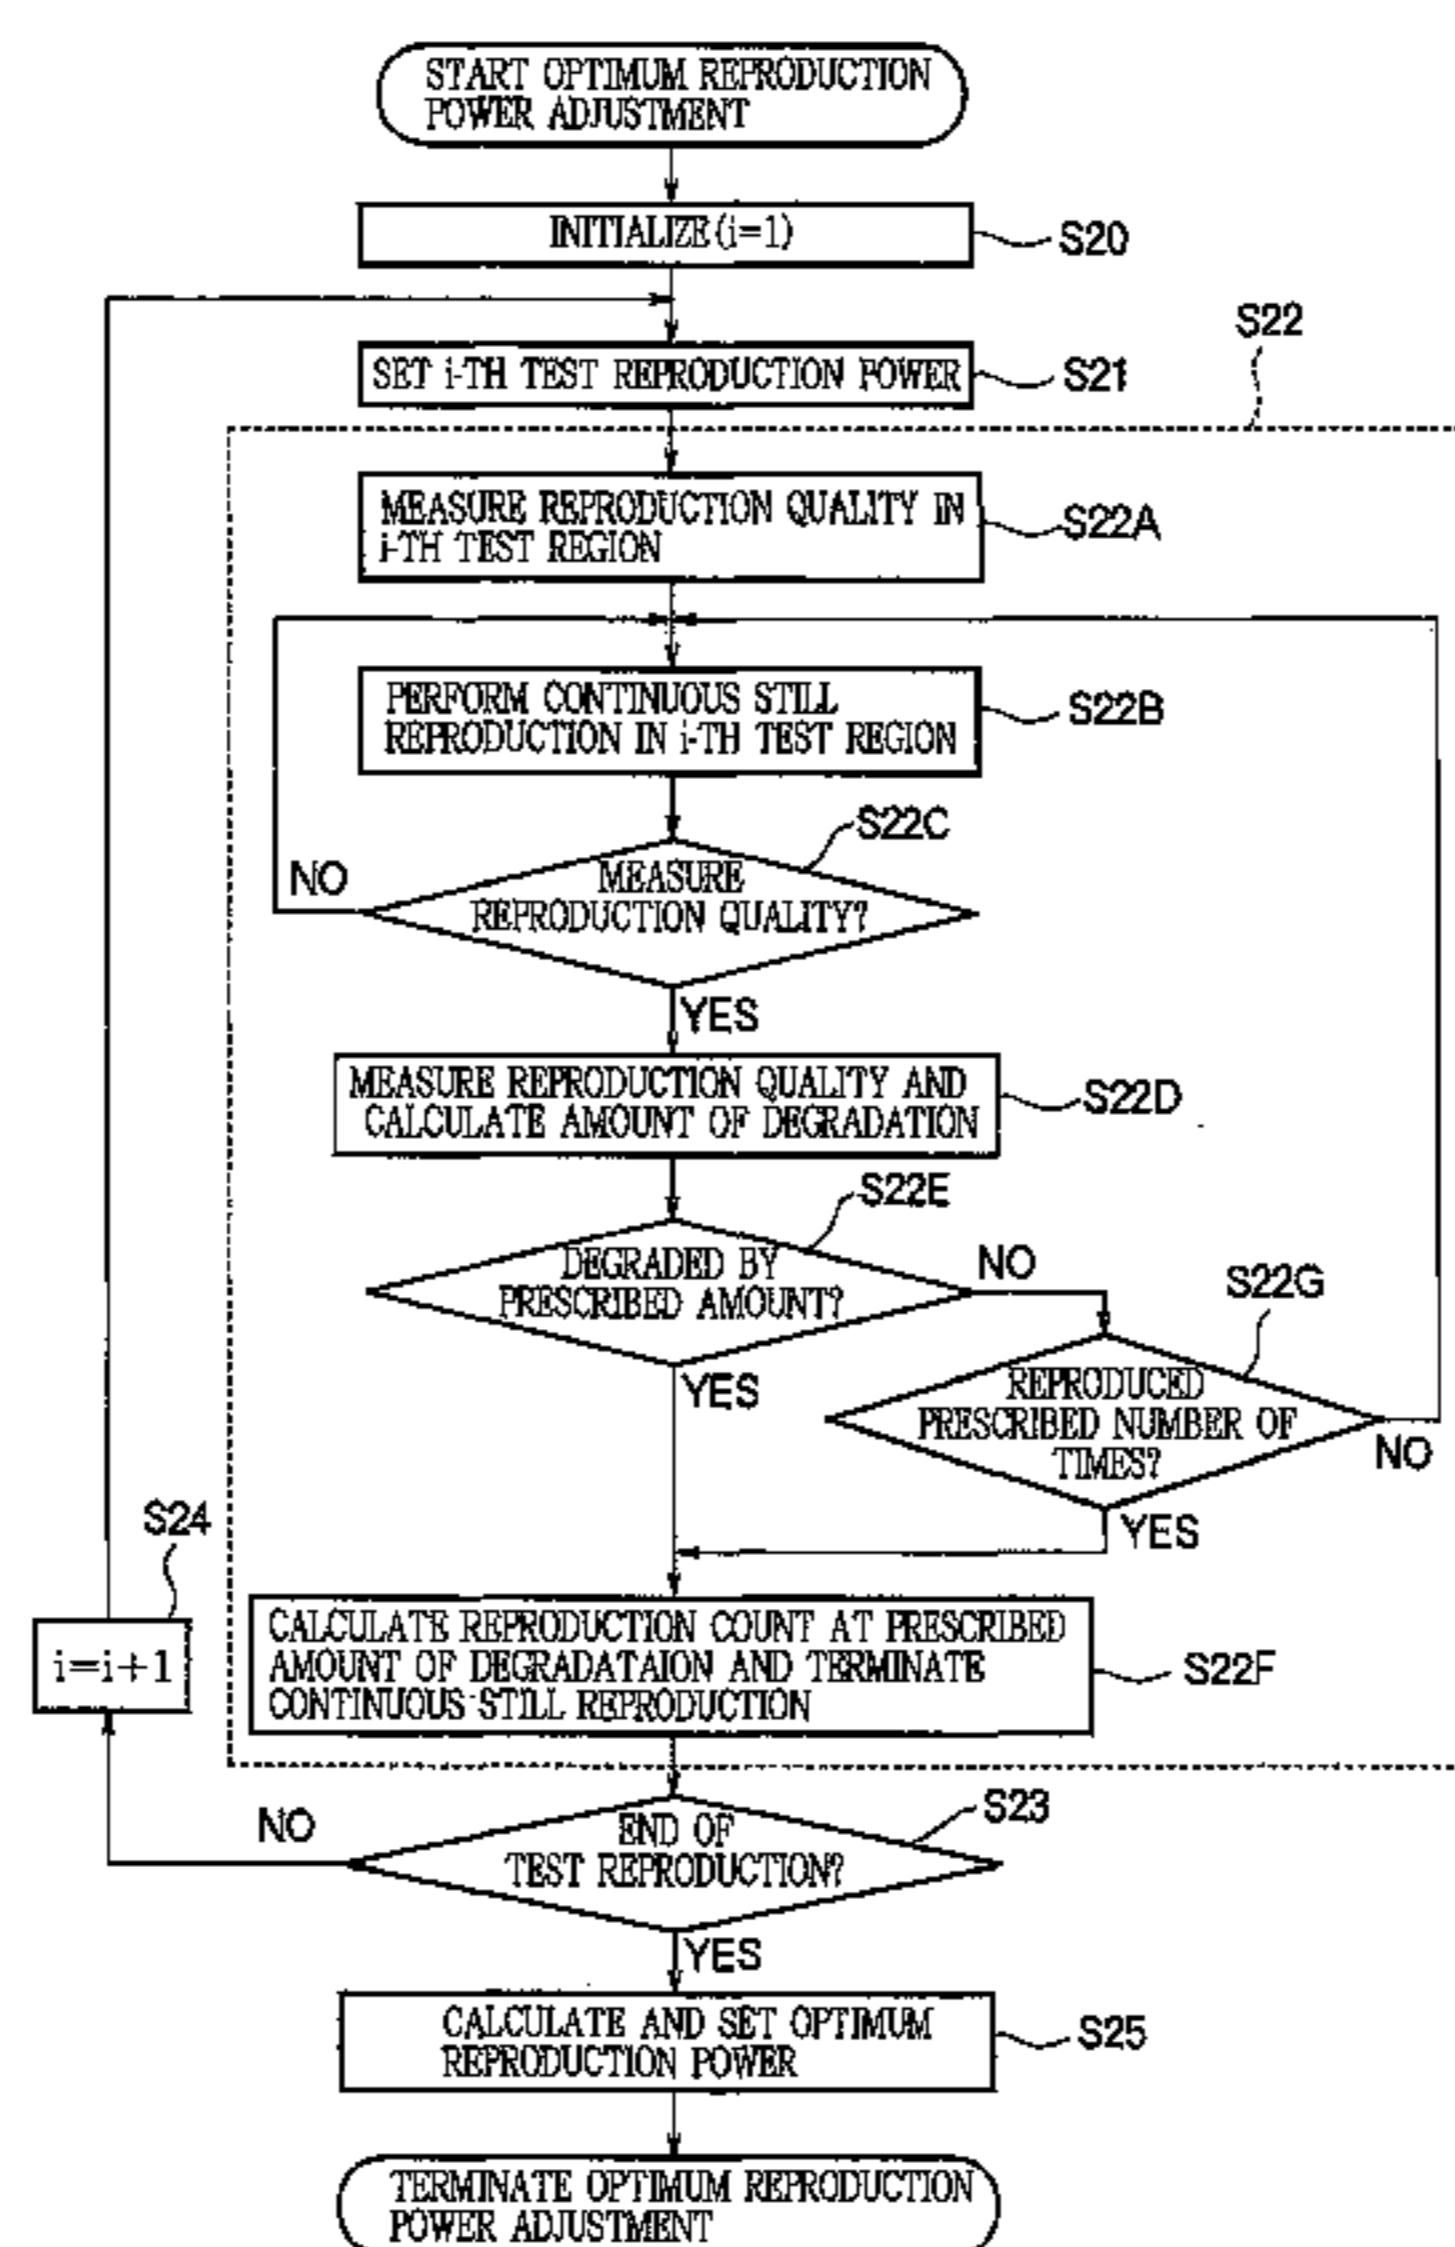 START OPTIMUM REPRODUCTION
POWER ADJUSTMENT
INITIALIZE(i=1)
S20
S22
SET i-TH TEST REPRODUCTION POWER
S21
MEASURE REPRODUCTION QUALITY IN
i-TH TEST REGION
S22A
PERFORM CONTINUOUS STILL
REPRODUCTION IN i-TH TEST REGION
S22B
S22C
NO
MEASURE
REPRODUCTION QUALITY?
YES
MEASURE REPRODUCTION QUALITY AND
CALCULATE AMOUNT OF DEGRADATION
S22D
S22E
DEGRADED BY
PRESCRIBED AMOUNT?
NO
S22G
YES
REPRODUCED
PRESCRIBED NUMBER OF
TIMES?
NO
YES
S24
i=i+1
CALCULATE REPRODUCTION COUNT AT PRESCRIBED
AMOUNT OF DEGRADATAION AND TERMINATE
CONTINUOUS STILL REPRODUCTION
S22F
S23
NO
END OF
TEST REPRODUCTION?
YES
CALCULATE AND SET OPTIMUM
REPRODUCTION POWER
S25
TERMINATE OPTIMUM REPRODUCTION
POWER ADJUSTMENT